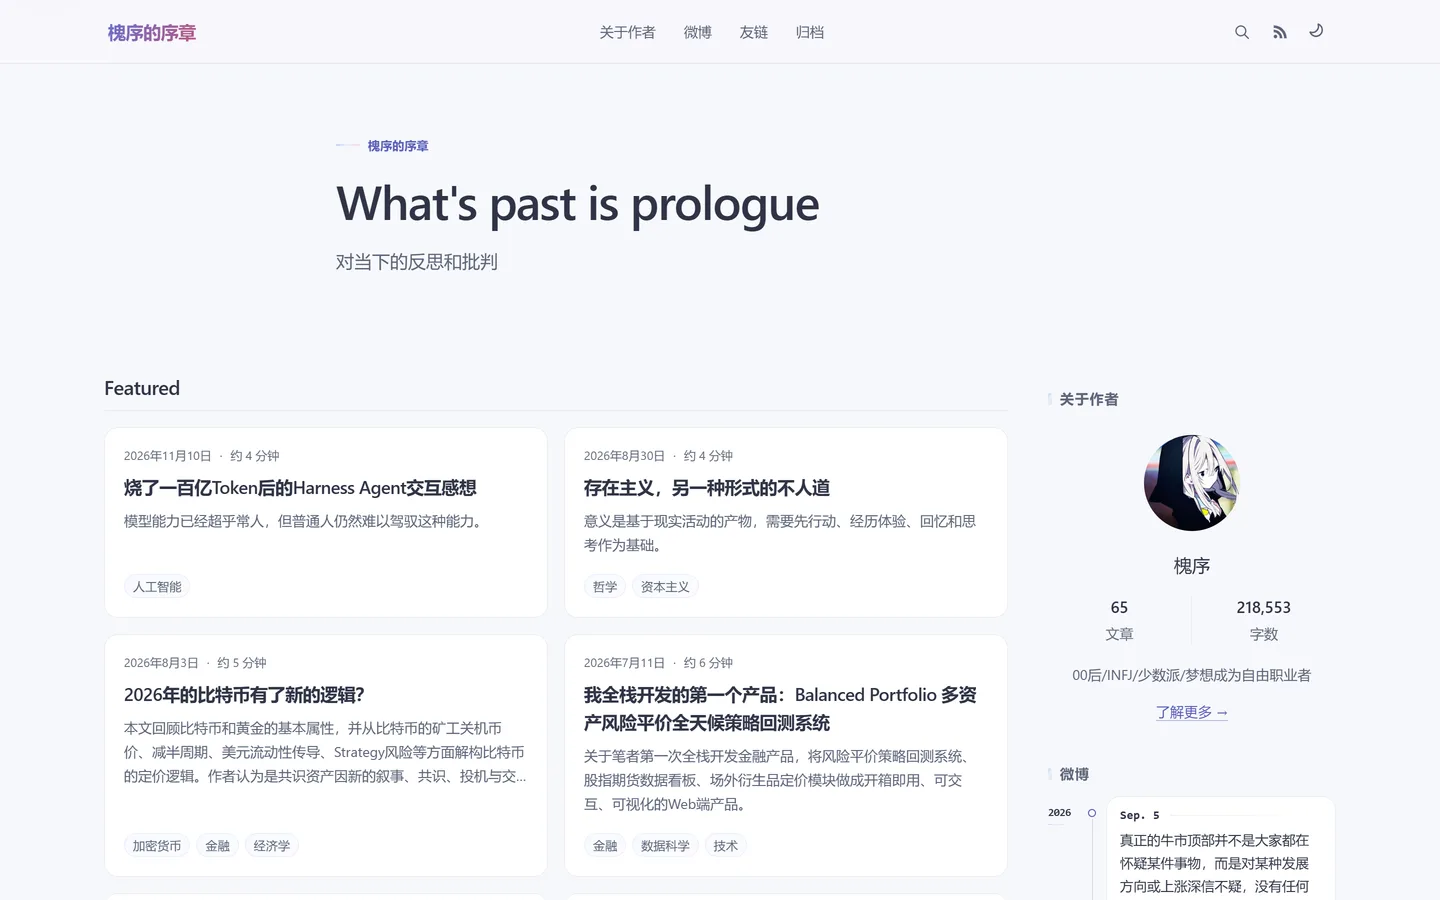 槐序的序章
关于作者 微博 友链 归档
槐序的序章
What's past is prologue
对当下的反思和批判
Featured
2026年11月10日 · 约 4 分钟
烧了一百亿Token后的Harness Agent交互感想
模型能力已经超乎常人，但普通人仍然难以驾驭这种能力。
人工智能
2026年8月30日 · 约 4 分钟
存在主义，另一种形式的不人道
意义是基于现实活动的产物，需要先行动、经历体验、回忆和思
考作为基础。
哲学 资本主义
2026年8月3日 · 约 5 分钟
2026年的比特币有了新的逻辑？
本文回顾比特币和黄金的基本属性，并从比特币的矿工关机币
价、减半周期、美元流动性传导、Strategy风险等方面解构比特币
的定价逻辑。作者认为是共识资产因新的叙事、共识、投机与交...
加密货币 金融 经济学
2026年7月11日 · 约 6 分钟
我全栈开发的第一个产品：Balanced Portfolio 多资
产风险平价全天候策略回测系统
关于笔者第一次全栈开发金融产品，将风险平价策略回测系统、
股指期货数据看板、场外衍生品定价模块做成开箱即用、可交
互、可视化的Web端产品。
金融 数据科学 技术
关于作者
槐序
65 218,553
文章 字数
00后/INFJ/少数派/梦想成为自由职业者
了解更多 →
微博
2026
Sep. 5
真正的牛市顶部并不是大家都在
怀疑某件事物，而是对某种发展
方向或上涨深信不疑，没有任何